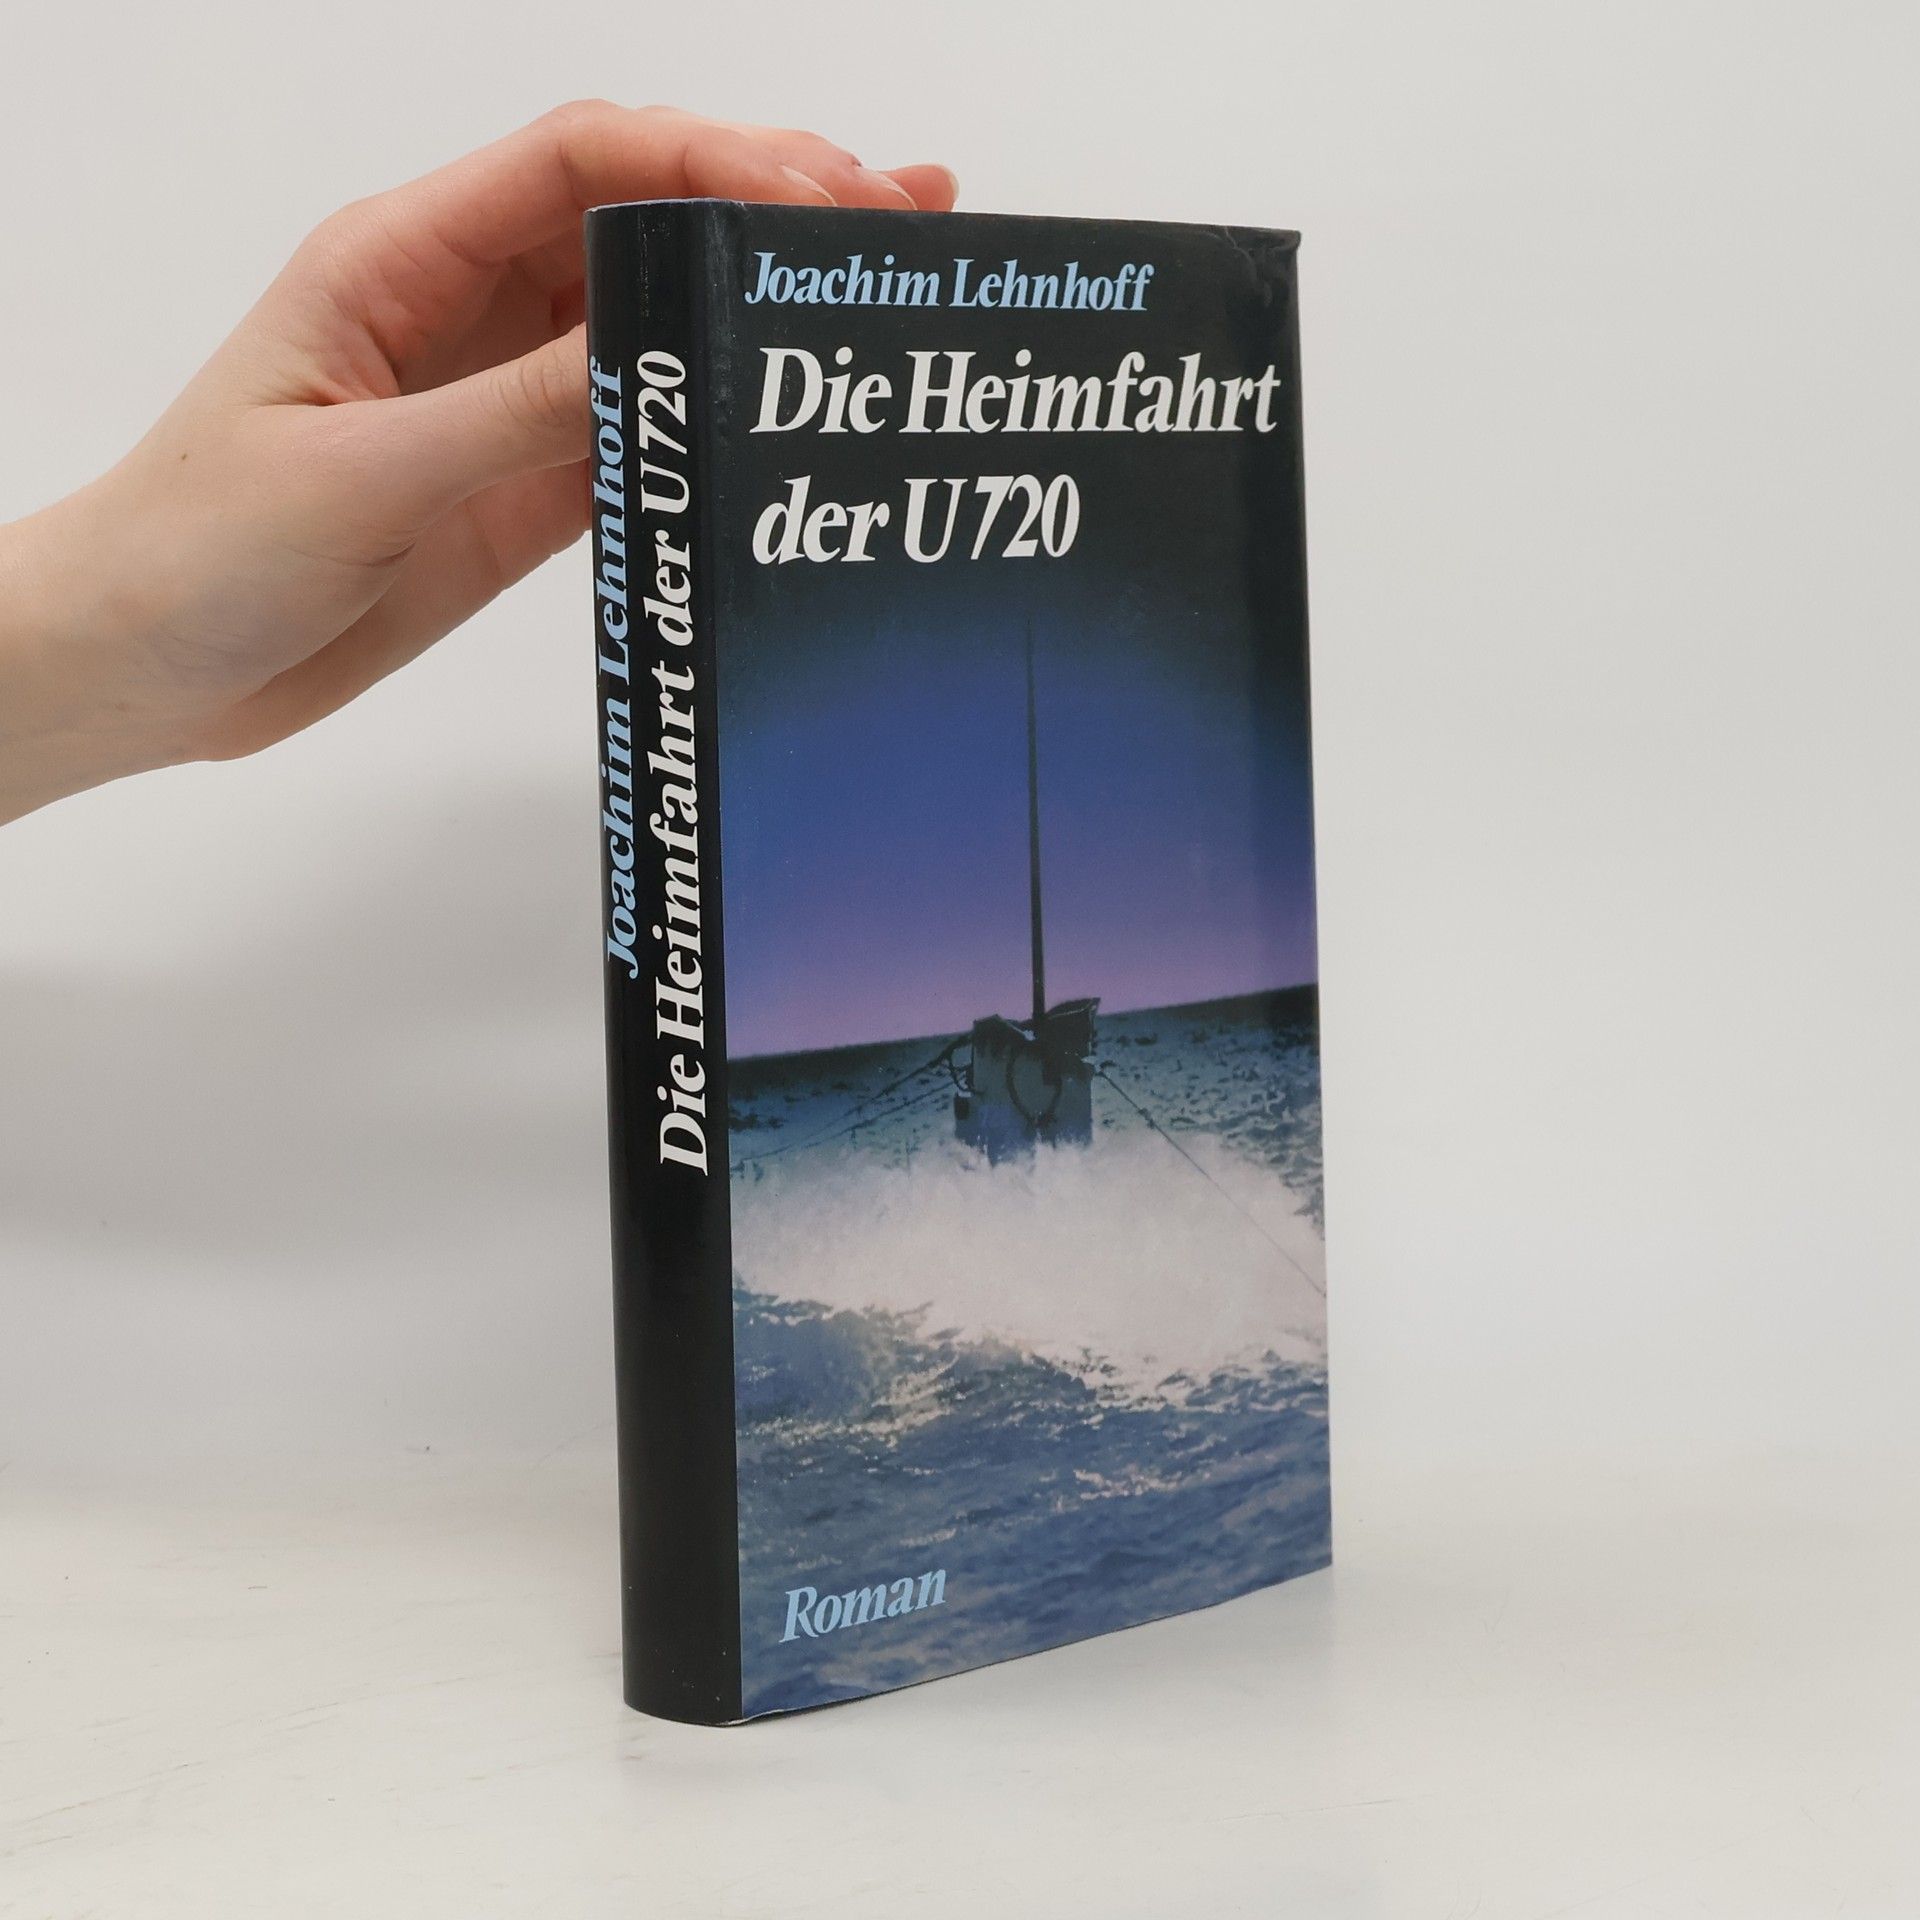 Joachim Lehnhoff
Die Heimfahrt der U 720
Joachim Lehnhoff
Die Heimfahrt
der U 720
Roman